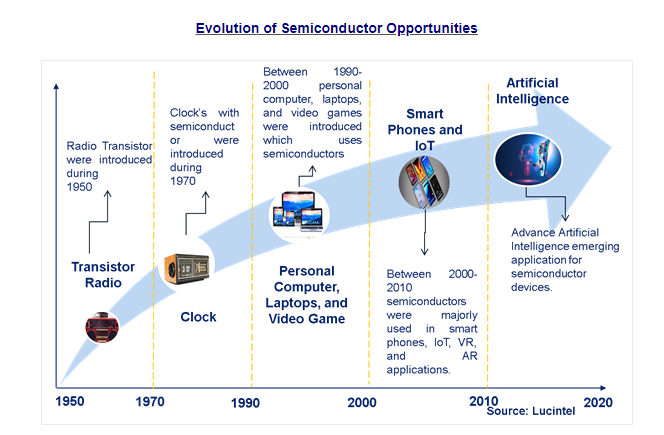 Evolution of Semiconductor Opportunities
Radio Transistor
were introduced
during
1950
Transistor
Radio
Clock's with
semiconduct
or were
introduced
during
1970
Clock
Between 1990-
2000 personal
computer, laptops,
and video games
were introduced
which uses
semiconductors
Personal
Computer,
Laptops, and
Video Game
Smart
Phones and
IoT
Between 2000-
2010
semiconductors
were majorly
used in smart
phones, IoT, VR,
and AR
applications.
Artificial
Intelligence
Advance Artificial
Intelligence emerging
application for
semiconductor
devices.
1950 1970 1990 2000 2010 2020
Source: Lucintel